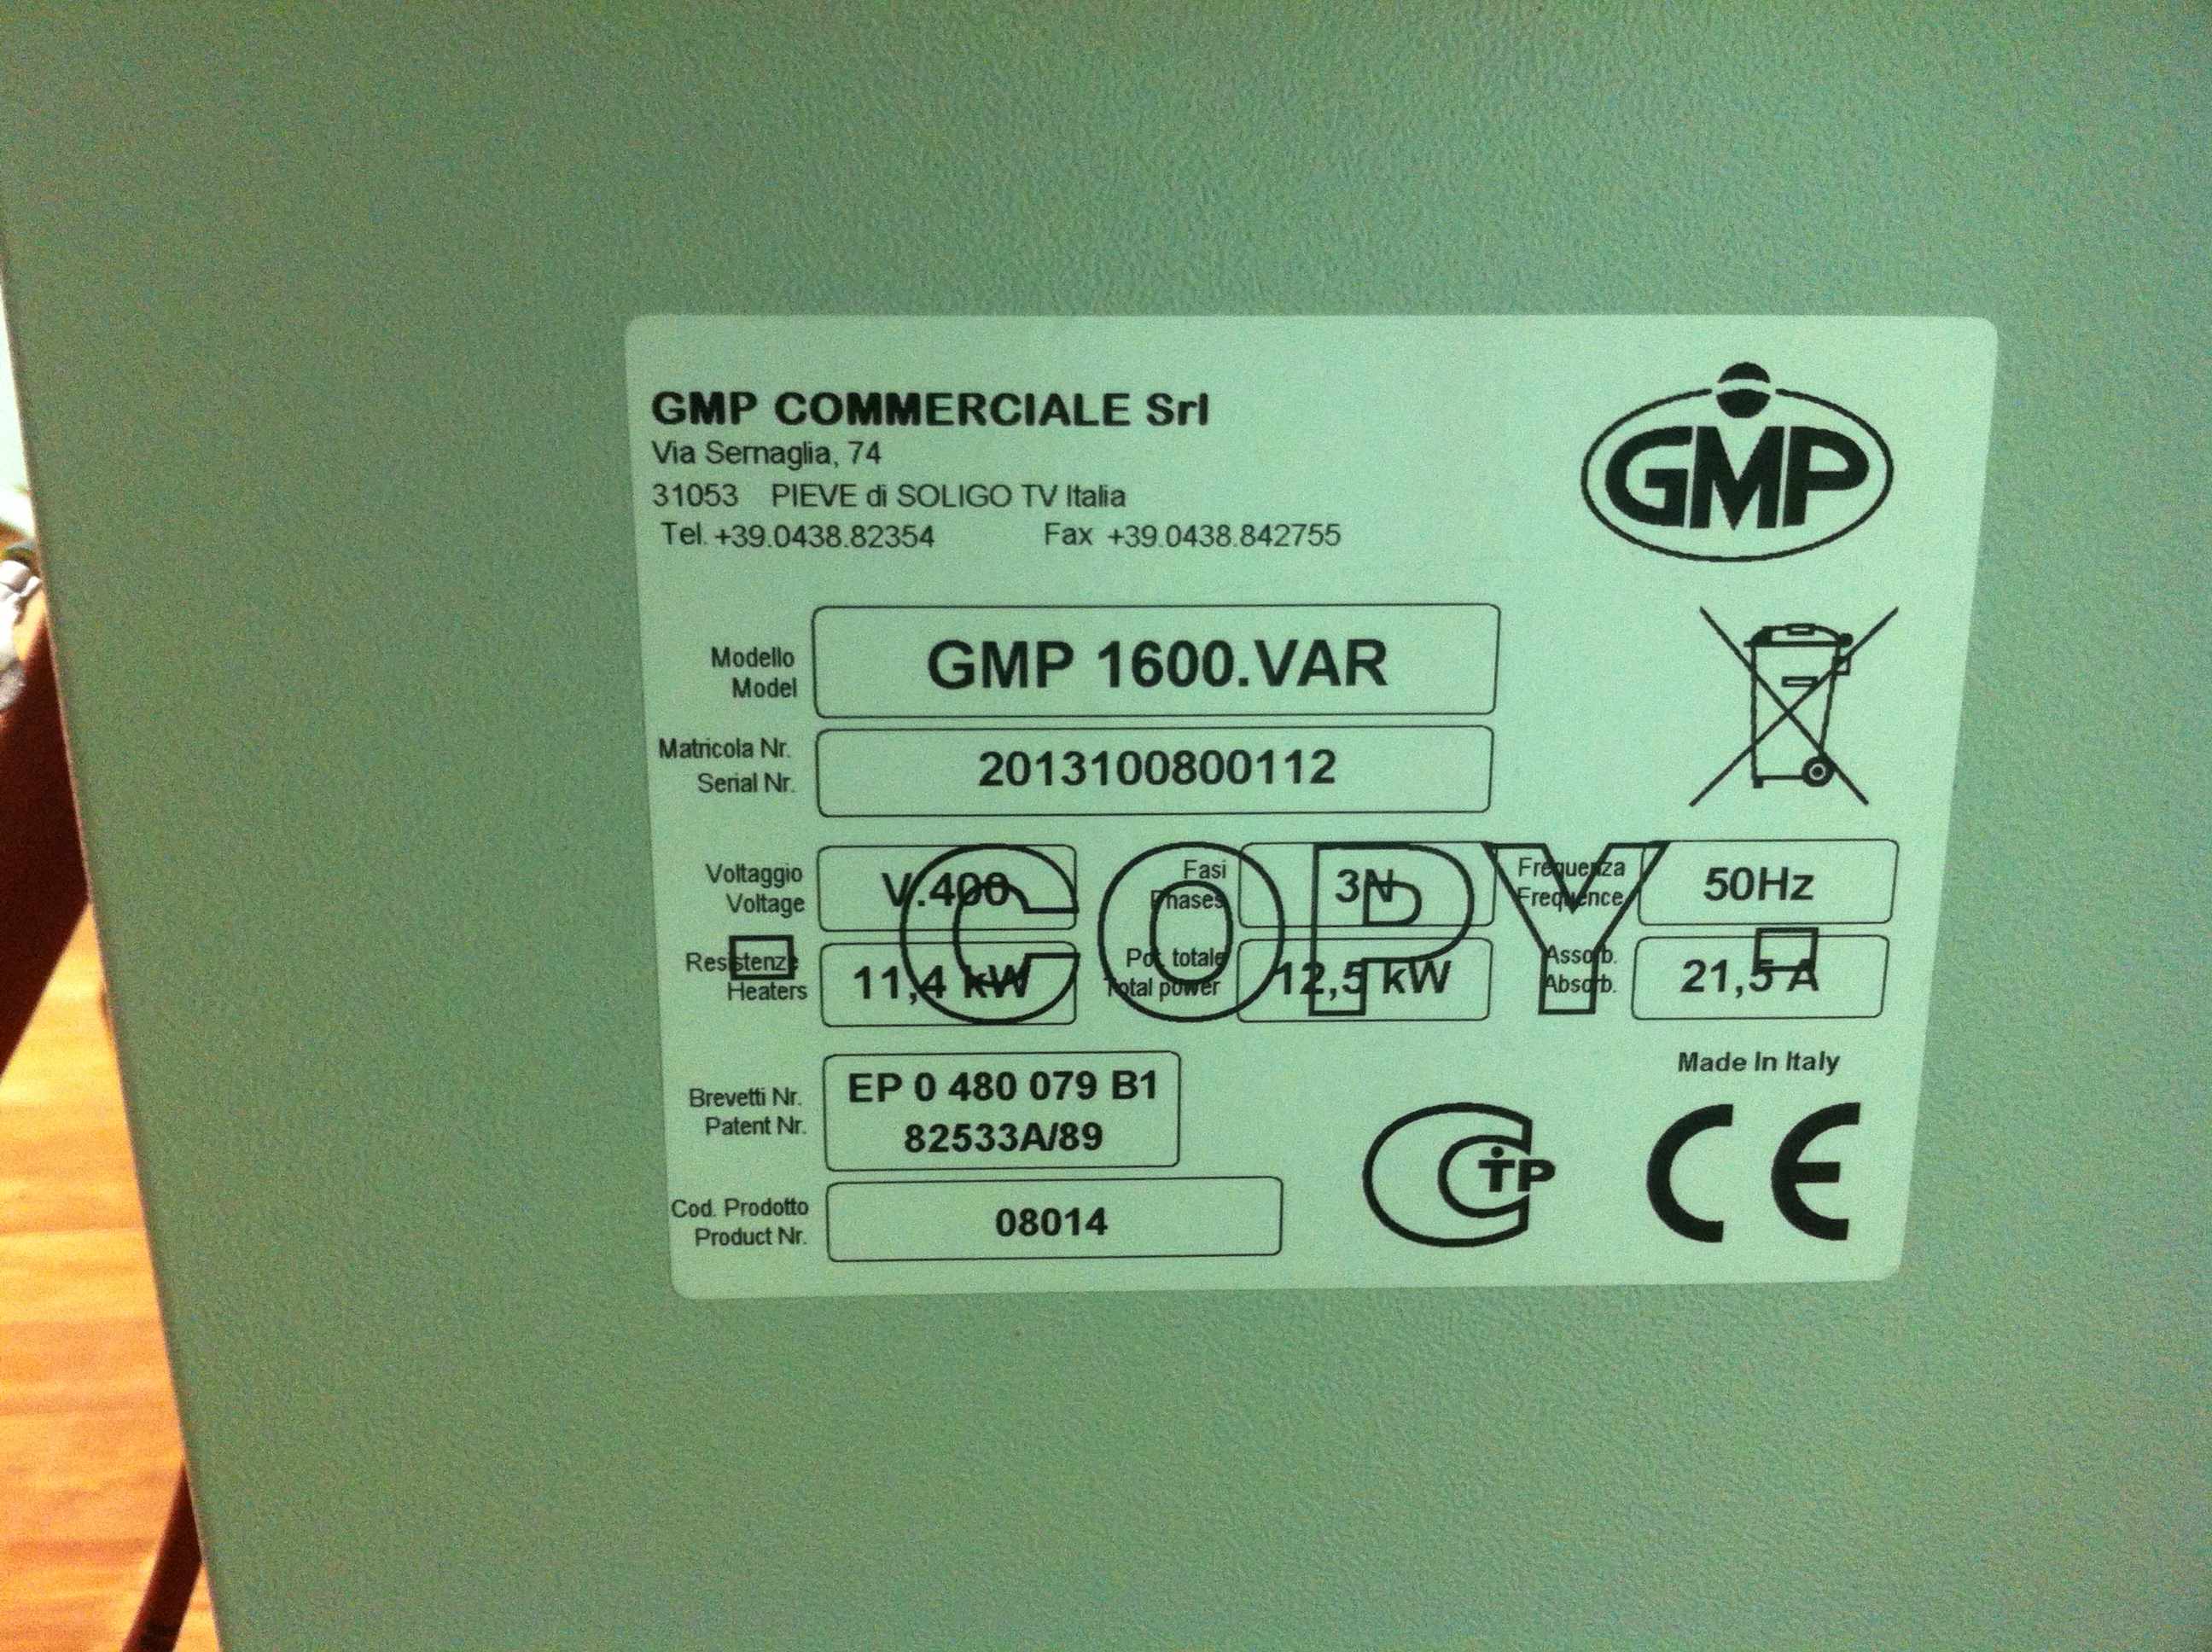 GMP COMMERCIALE Srl
Via Sernaglia, 74
31053 PIEVE di SOLIGO TV Italia
Tel. +39.0438.82354 Fax +39.0438.842755
GMP
Modello
Model
GMP 1600.VAR
Matricola Nr.
Serial Nr.
2013100800112
Voltaggio
Voltage
V.400
Fasi
Phases
3N
Frequenza
Frequence
50Hz
- COPY -
Resistenze
Heaters
11,4 kW
Pot. totale
Total power
12,5 kW
Assorb.
Absorb.
21,5 A
Brevetti Nr.
Patent Nr.
EP 0 480 079 B1
82533A/89
Made In Italy
Cod. Prodotto
Product Nr.
08014
CTP
CE